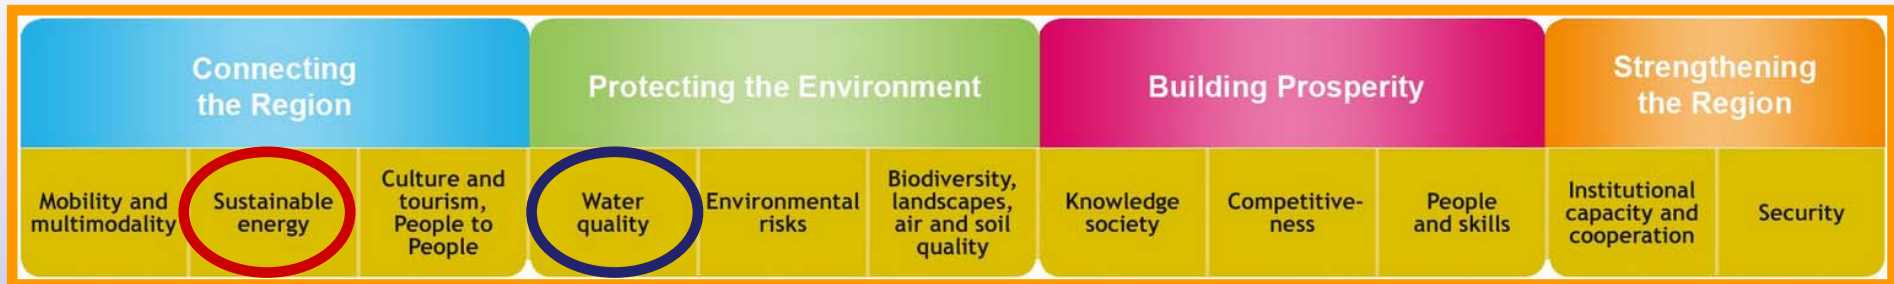 Connecting
the Region
Protecting the Environment
Building Prosperity
Strengthening
the Region
Mobility and
multimodality
Sustainable
energy
Culture and
tourism,
People to
People
Water
quality
Environmental
risks
Biodiversity,
landscapes,
air and soil
quality
Knowledge
society
Competitive-
ness
People
and skills
Institutional
capacity and
cooperation
Security